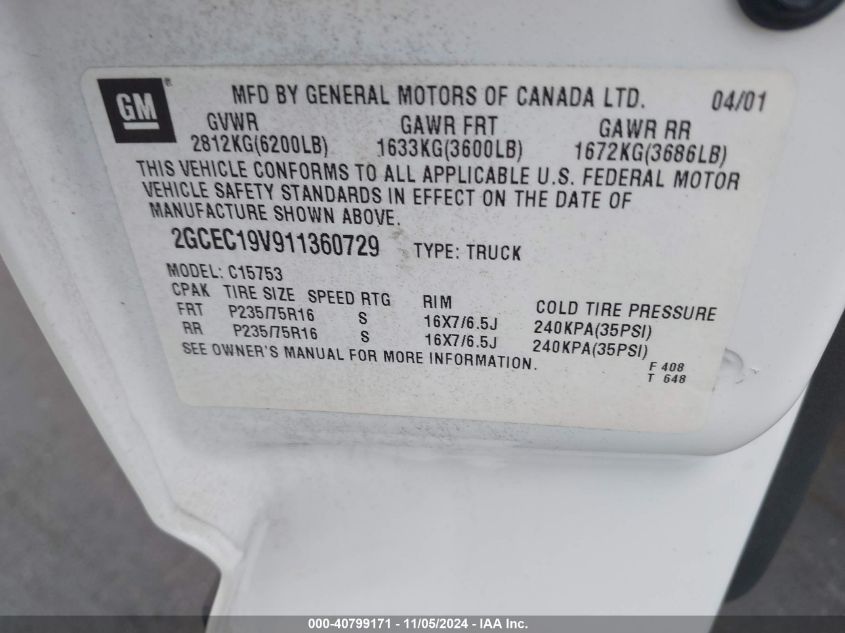 GM ®
MFD BY GENERAL MOTORS OF CANADA LTD. 04/01
GVWR GAWR FRT GAWR RR
2812KG(6200LB) 1633KG(3600LB) 1672KG(3686LB)
THIS VEHICLE CONFORMS TO ALL APPLICABLE U.S. FEDERAL MOTOR
VEHICLE SAFETY STANDARDS IN EFFECT ON THE DATE OF
MANUFACTURE SHOWN ABOVE.
2GCEC19V911360729 TYPE: TRUCK
MODEL: C15753
CPAK TIRE SIZE SPEED RTG RIM COLD TIRE PRESSURE
FRT P235/75R16 S 16X7/6.5J 240KPA(35PSI)
RR P235/75R16 S 16X7/6.5J 240KPA(35PSI)
SEE OWNER'S MANUAL FOR MORE INFORMATION.
F 408
T 648
000-40799171 - 11/05/2024 - IAA Inc.